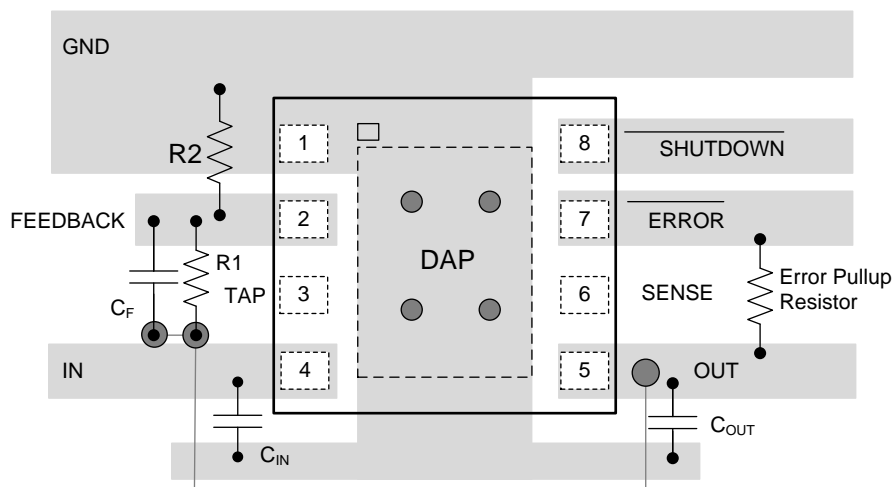 GND
1
8
SHUTDOWN
R2
FEEDBACK
2
7
ERROR
R1
DAP
CF
TAP
3
6
SENSE
Error Pullup
Resistor
IN
4
5
OUT
CIN
COUT